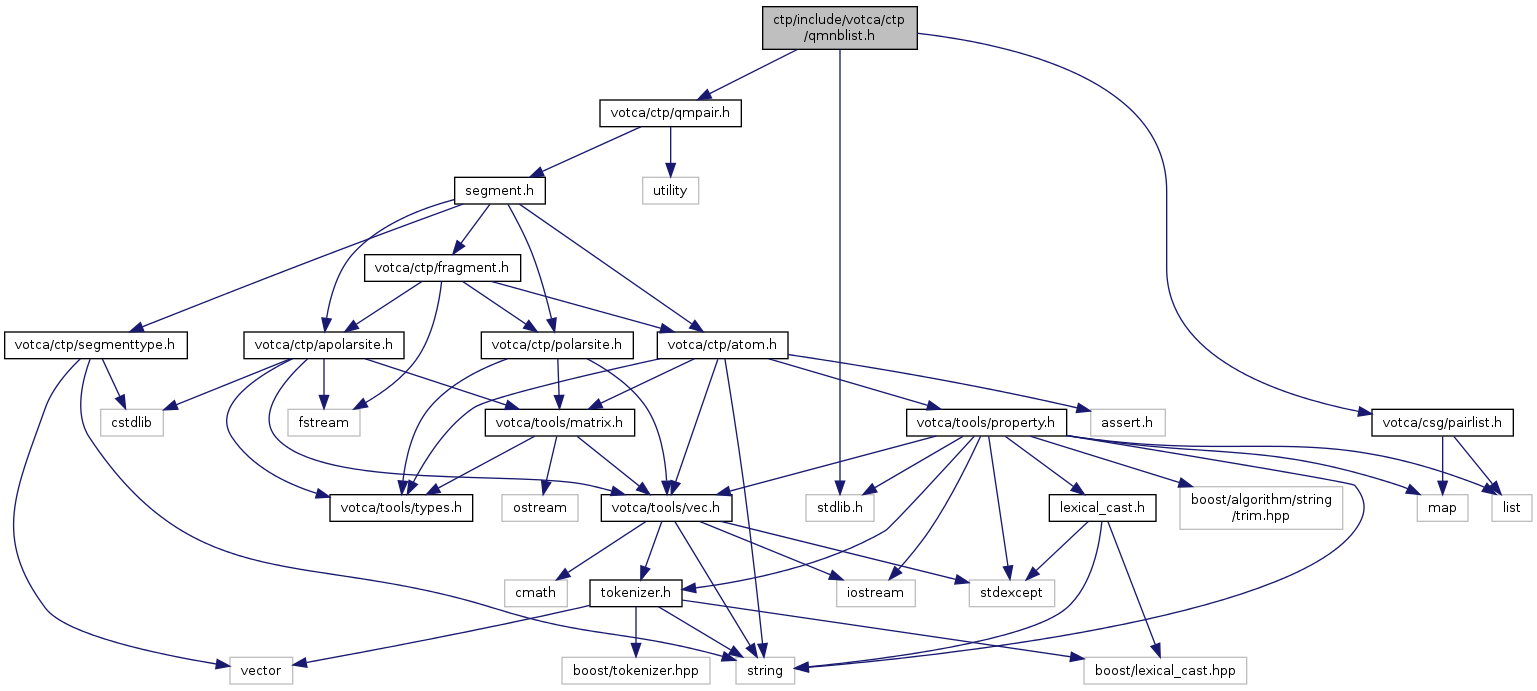 ctp/include/votca/ctp
/qmnblist.h
votca/ctp/qmpair.h
segment.h
utility
votca/ctp/fragment.h
votca/ctp/segmenttype.h
votca/ctp/apolarsite.h
votca/ctp/polarsite.h
votca/ctp/atom.h
cstdlib
fstream
votca/tools/matrix.h
votca/tools/property.h
assert.h
votca/csg/pairlist.h
votca/tools/types.h
ostream
votca/tools/vec.h
stdlib.h
lexical_cast.h
boost/algorithm/string
/trim.hpp
map
list
cmath
tokenizer.h
iostream
stdexcept
vector
boost/tokenizer.hpp
string
boost/lexical_cast.hpp